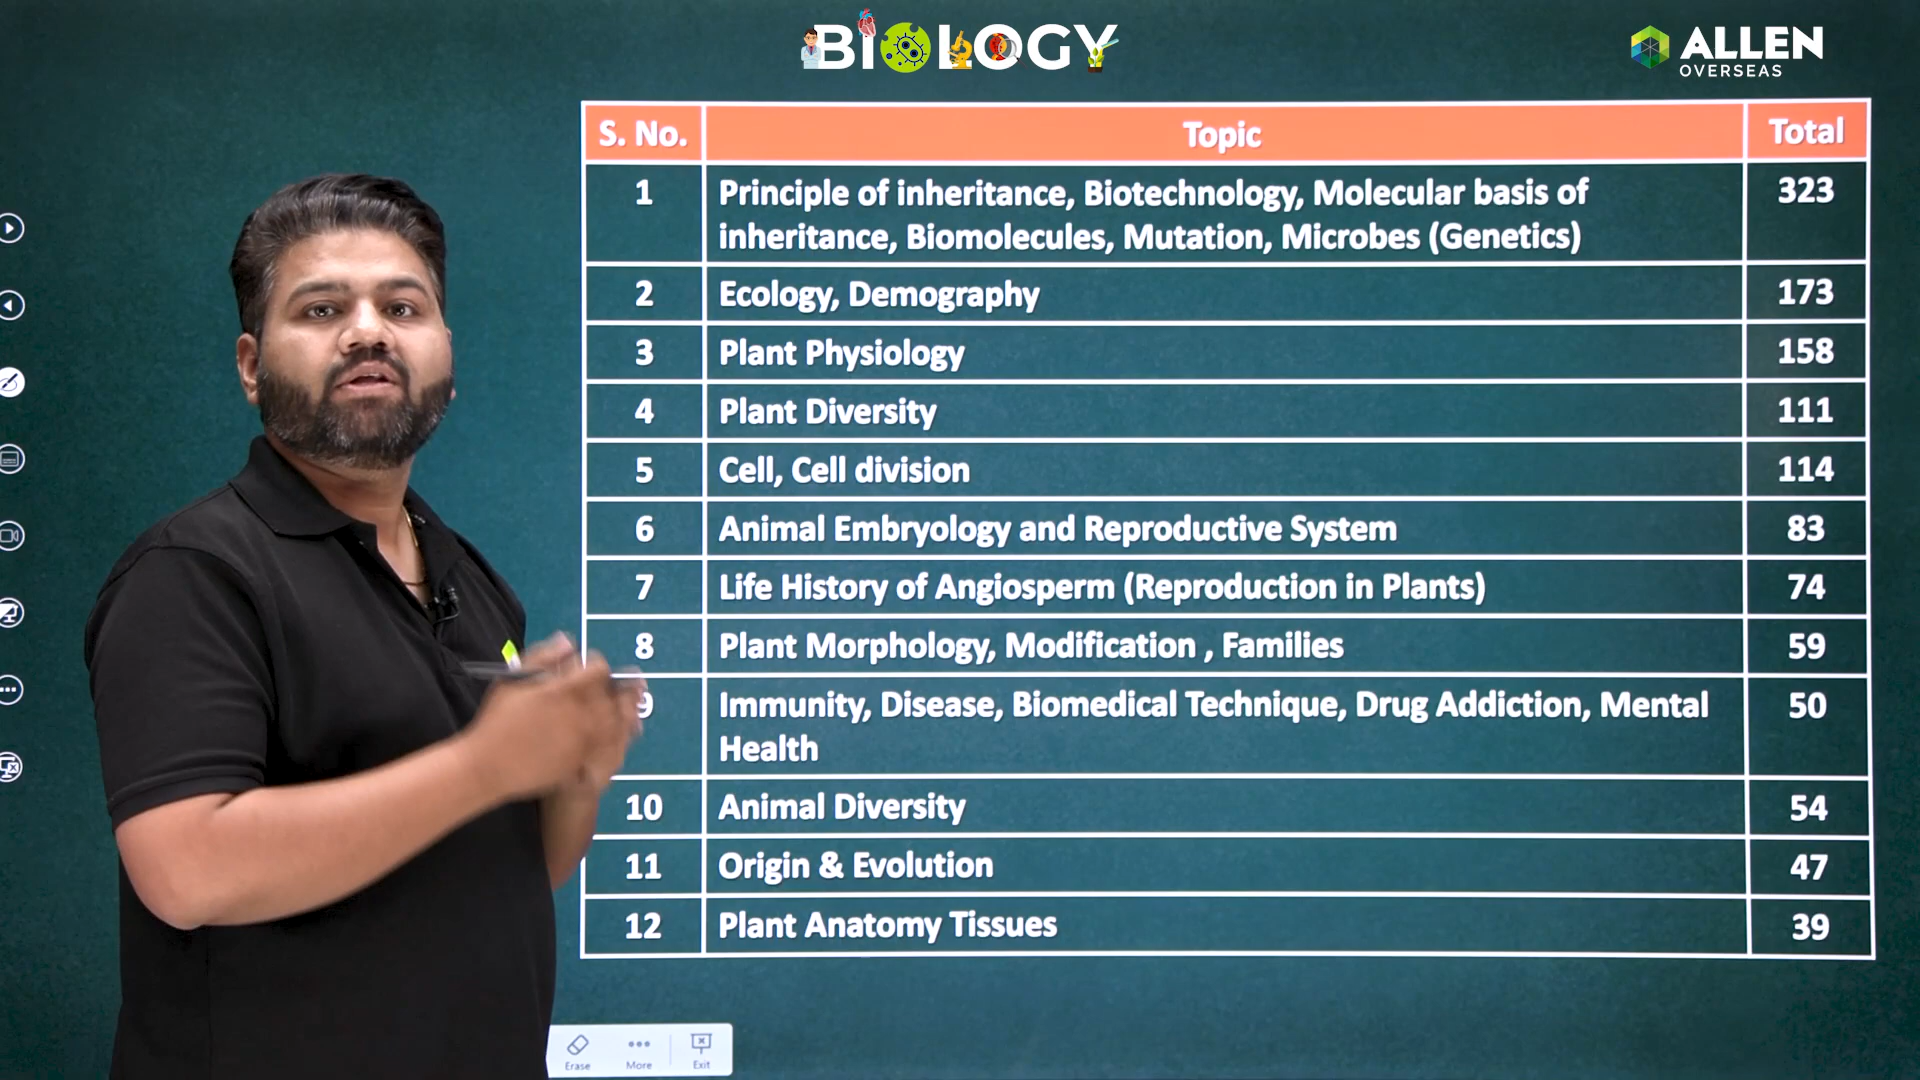 BIOLOGY
ALLEN
OVERSEAS
S. No. Topic Total
1 Principle of inheritance, Biotechnology, Molecular basis of 323
inheritance, Biomolecules, Mutation, Microbes (Genetics)
2 Ecology, Demography 173
3 Plant Physiology 158
4 Plant Diversity 111
5 Cell, Cell division 114
6 Animal Embryology and Reproductive System 83
7 Life History of Angiosperm (Reproduction in Plants) 74
8 Plant Morphology, Modification , Families 59
9 Immunity, Disease, Biomedical Technique, Drug Addiction, Mental 50
Health
10 Animal Diversity 54
11 Origin & Evolution 47
12 Plant Anatomy Tissues 39
Erase More Exit